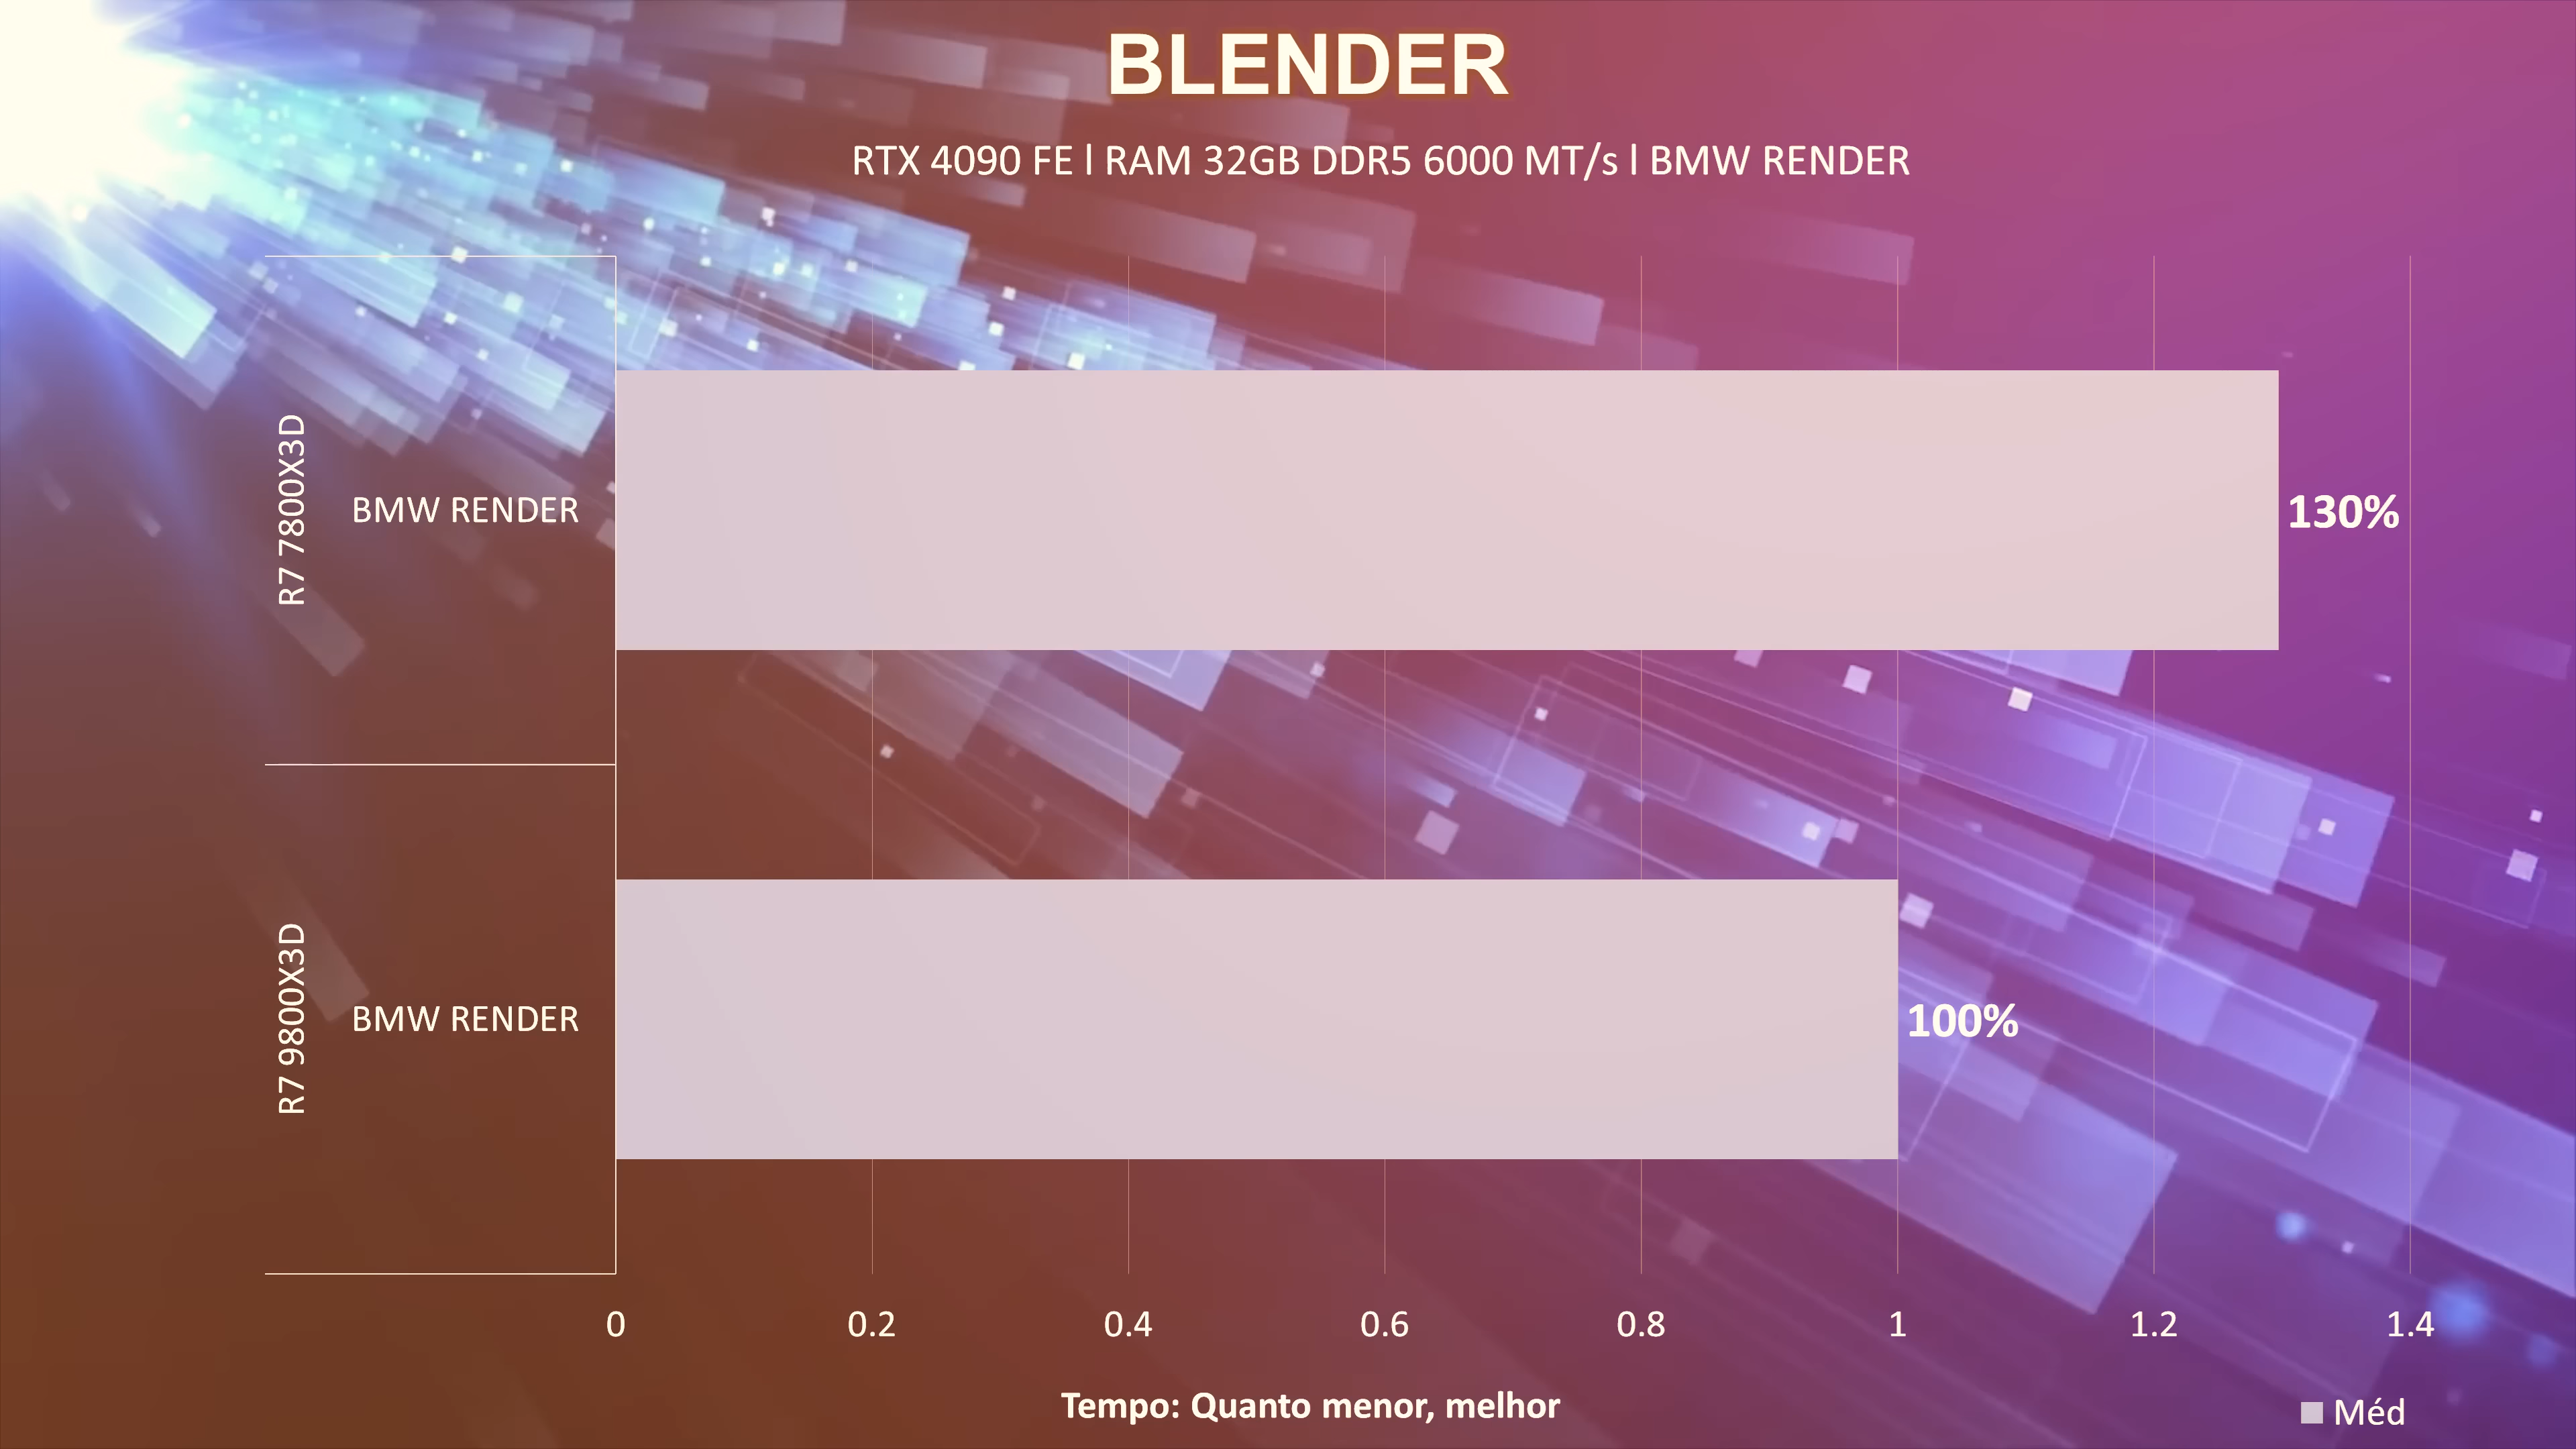 BLENDER
RTX 4090 FE l RAM 32GB DDR5 6000 MT/s l BMW RENDER
R7 7800X3D
BMW RENDER
130%
R7 9800X3D
BMW RENDER
100%
0 0.2 0.4 0.6 0.8 1 1.2 1.4
Tempo: Quanto menor, melhor
Méd